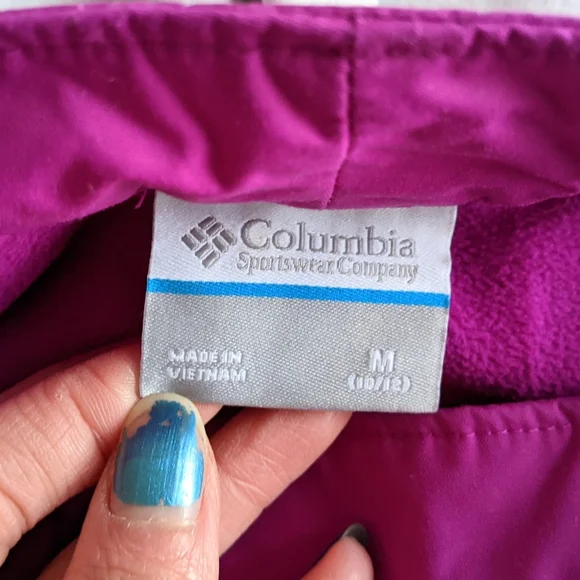 Columbia
Sportswear Company
MADE IN
VIETNAM
M
(10/12)